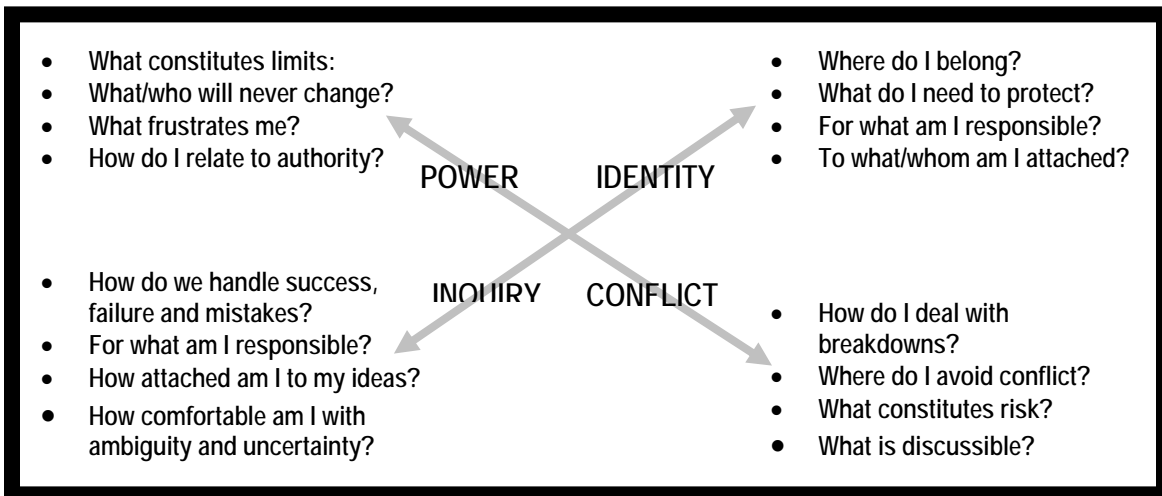 • What constitutes limits:
• What/who will never change?
• What frustrates me?
• How do I relate to authority?
• Where do I belong?
• What do I need to protect?
• For what am I responsible?
• To what/whom am I attached?
POWER
IDENTITY
INQUIRY
CONFLICT
• How do we handle success,
failure and mistakes?
• For what am I responsible?
• How attached am I to my ideas?
• How comfortable am I with
ambiguity and uncertainty?
• How do I deal with
breakdowns?
• Where do I avoid conflict?
• What constitutes risk?
• What is discussible?